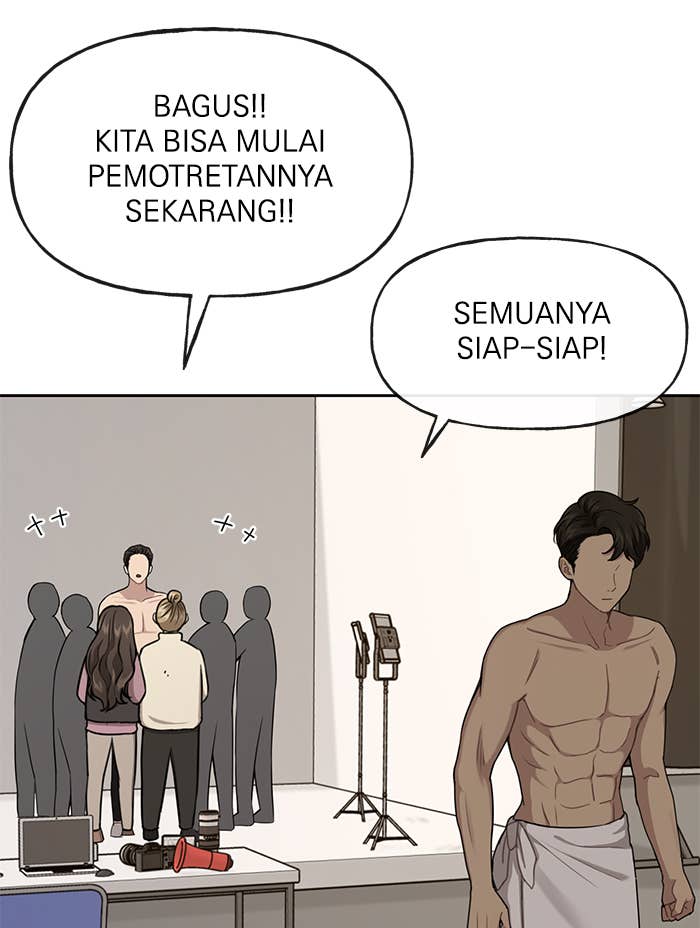 BAGUS!!
KITA BISA MULAI
PEMOTRETANNYA
SEKARANG!!
SEMUANYA
SIAP-SIAP!